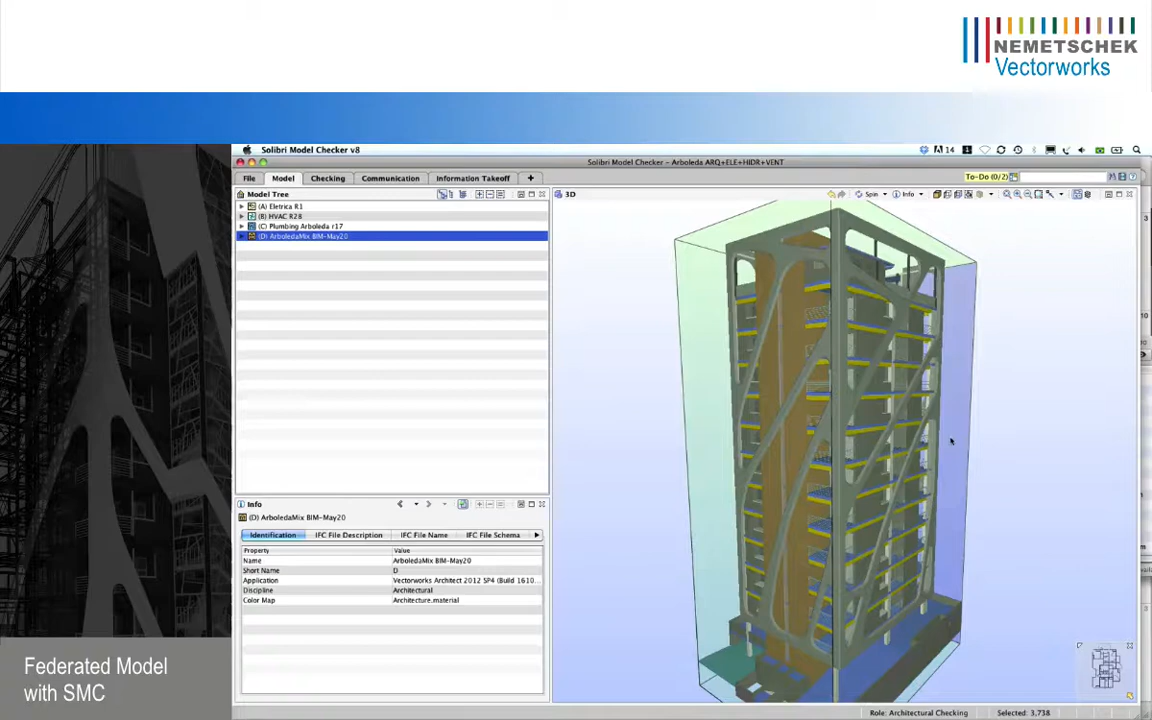 NEMETSCHEK
Vectorworks
Solibri Model Checker v8
14
Solibri Model Checker - Arboleda ARQ+ELE+HIDR+VENT
File
Model
Checking
Communication
Information Takeoff
+
To-Do (0/2)
Model Tree
3D
Spin
Info
(A) Eletrica R1
(B) HVAC R28
(C) Plumbing Arboleda r17
(D) ArboledaMix BIM-May20
Info
(D) ArboledaMix BIM-May20
Identification
IFC File Description
IFC File Name
IFC File Schema
Property
Value
Name
ArboledaMix BIM-May20
Short Name
D
Application
Vectorworks Architect 2012 SP4 (Build 1610...
Discipline
Architectural
Color Map
Architecture.material
Federated Model
with SMC
Role: Architectural Checking
Selected: 3,738